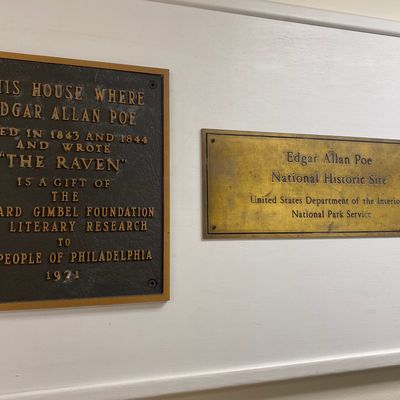 HIS HOUSE WHERE
EDGAR ALLAN POE
ED IN 1843 AND 1844
AND WROTE
"THE RAVEN"
IS A GIFT OF
THE
ARD GIMBEL FOUNDATION
LITERARY RESEARCH
TO
PEOPLE OF PHILADELPHIA
1971
Edgar Allan Poe
National Historic Site
United States Department of the Interio
National Park Service